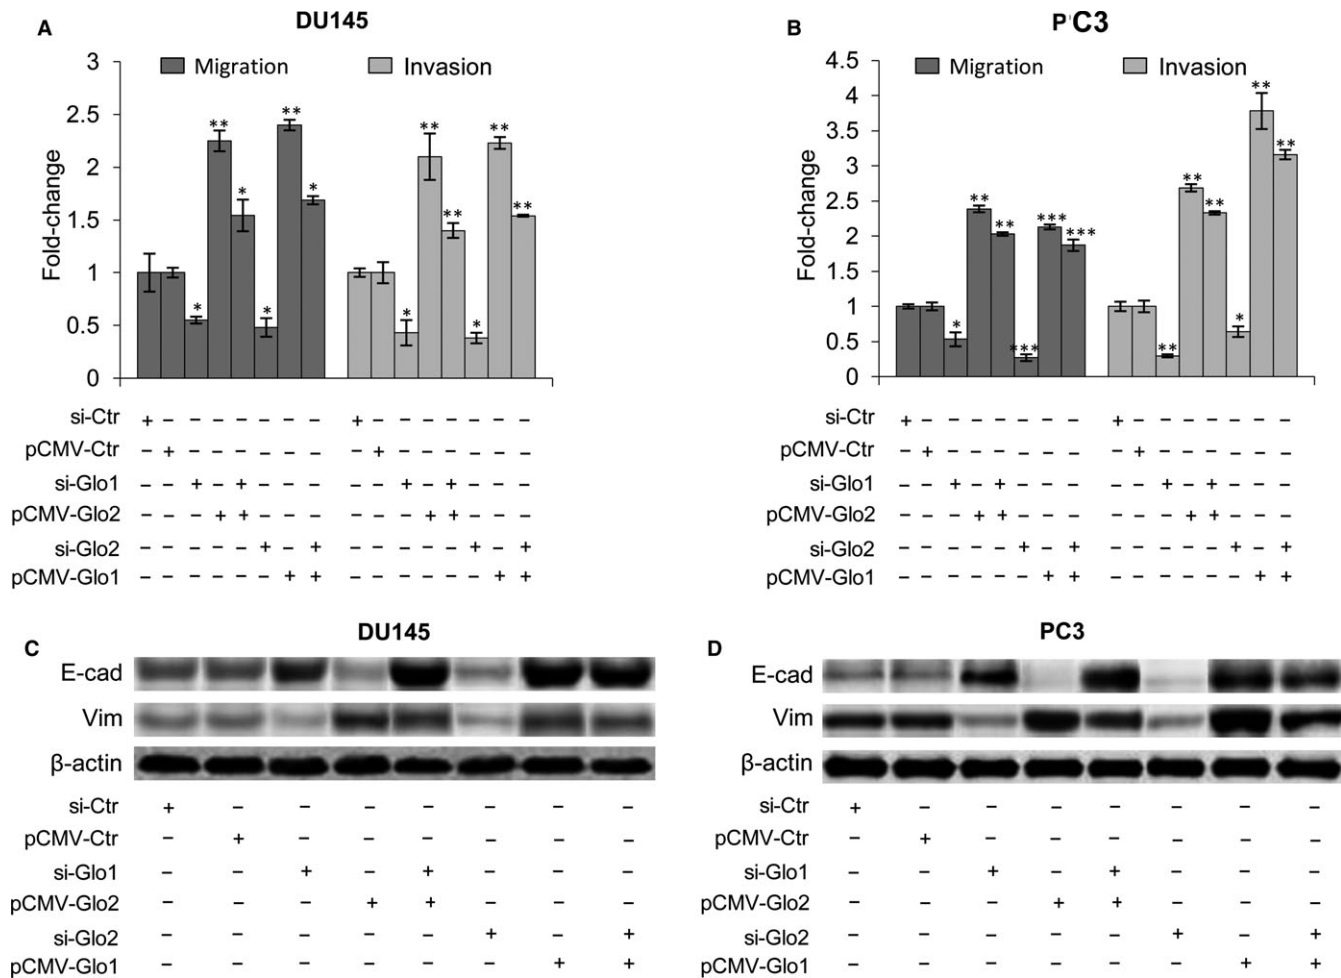 A
DU145
3
2.5
2
1.5
1
0.5
0
Fold-change
Migration
Invasion
** * ** *
* *
** ** ** **
* *
si-Ctr + – – – – – – – + – – – – – – –
pCMV-Ctr – + – – – – – – – + – – – – – –
si-Glo1 – – + – + – – – – – + – + – – –
pCMV-Glo2 – – – + + – – – – – – + + – – –
si-Glo2 – – – – – + – + – – – – – + – +
pCMV-Glo1 – – – – – – + + – – – – – – + +
B
P'C3
4.5
4
3.5
3
2.5
2
1.5
1
0.5
0
Fold-change
Migration
Invasion
* ** ** *** *** ***
** ** ** * ** **
si-Ctr + – – – – – – – + – – – – – – –
pCMV-Ctr – + – – – – – – – + – – – – – –
si-Glo1 – – + – + – – – – – + – + – – –
pCMV-Glo2 – – – + + – – – – – – + + – – –
si-Glo2 – – – – – + – + – – – – – + – +
pCMV-Glo1 – – – – – – + + – – – – – – + +
C
DU145
E-cad
Vim
β-actin
si-Ctr + – – – – – – –
pCMV-Ctr – + – – – – – –
si-Glo1 – – + – + – – –
pCMV-Glo2 – – – + + – – –
si-Glo2 – – – – – + – +
pCMV-Glo1 – – – – – – + +
D
PC3
E-cad
Vim
β-actin
si-Ctr + – – – – – – –
pCMV-Ctr – + – – – – – –
si-Glo1 – – + – + – – –
pCMV-Glo2 – – – + + – – –
si-Glo2 – – – – – + – +
pCMV-Glo1 – – – – – – + +